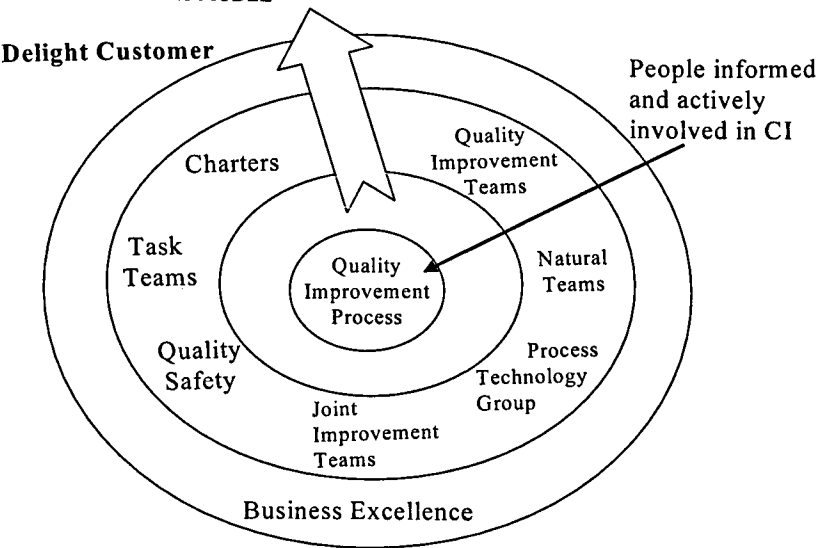 Delight Customer
People informed
and actively
involved in CI
Quality
Improvement
Teams
Charters
Task
Teams
Natural
Teams
Quality
Improvement
Process
Quality
Safety
Process
Technology
Group
Joint
Improvement
Teams
Business Excellence